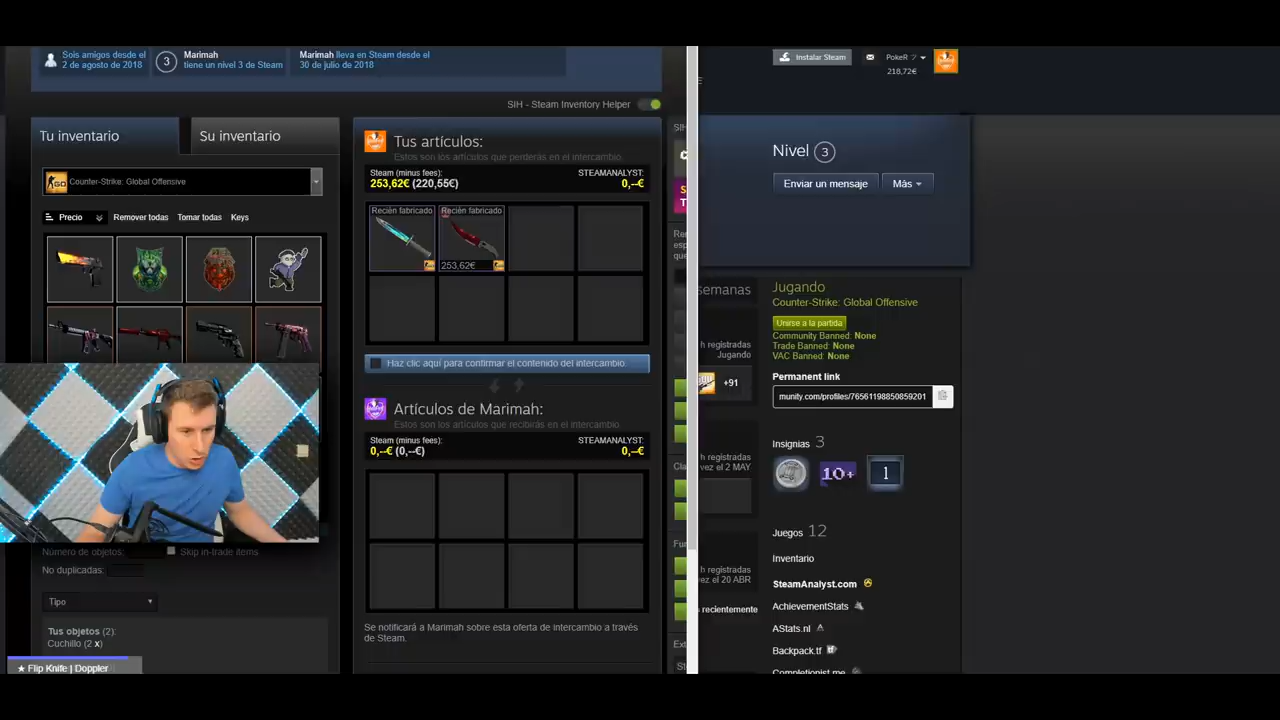 Sois amigos desde el
2 de agosto de 2018
3
Marimah
tiene un nivel 3 de Steam
Marimah lleva en Steam desde el
30 de julio de 2018
SiH - Steam Inventory Helper
Tu inventario
Su inventario
Counter-Strike: Global Offensive
Precio
Remover todas
Tomar todas
Keys
Número de objetos:
Skip in-trade items
No duplicadas:
Tipo
Tus objetos (2):
Cuchillo (2 x)
★ Flip Knife | Doppler
Tus artículos:
Estos son los artículos que perderás en el intercambio.
Steam (minus fees):
253,62€ (220,55€)
STEAMANALYST:
0,--€
Recién fabricado
Recién fabricado
253,62€
Haz clic aquí para confirmar el contenido del intercambio.
Artículos de Marimah:
Estos son los artículos que recibirás en el intercambio.
Steam (minus fees):
0,--€ (0,--€)
STEAMANALYST:
0,--€
Se notificará a Marimah sobre esta oferta de intercambio a través
de Steam.
Instalar Steam
PokeR
218,72€
Nivel 3
Enviar un mensaje
Más
semanas
h registradas
Jugando
+91
h registradas
vez el 2 MAY
h registradas
vez el 20 ABR
recientemente
Jugando
Counter-Strike: Global Offensive
Unirse a la partida
Community Banned: None
Trade Banned: None
VAC Banned: None
Permanent link
munity.com/profiles/76561198850859201
Insignias 3
10+
1
Juegos 12
Inventario
SteamAnalyst.com
AchievementStats
AStats.nl
Backpack.tf
Completionist.me